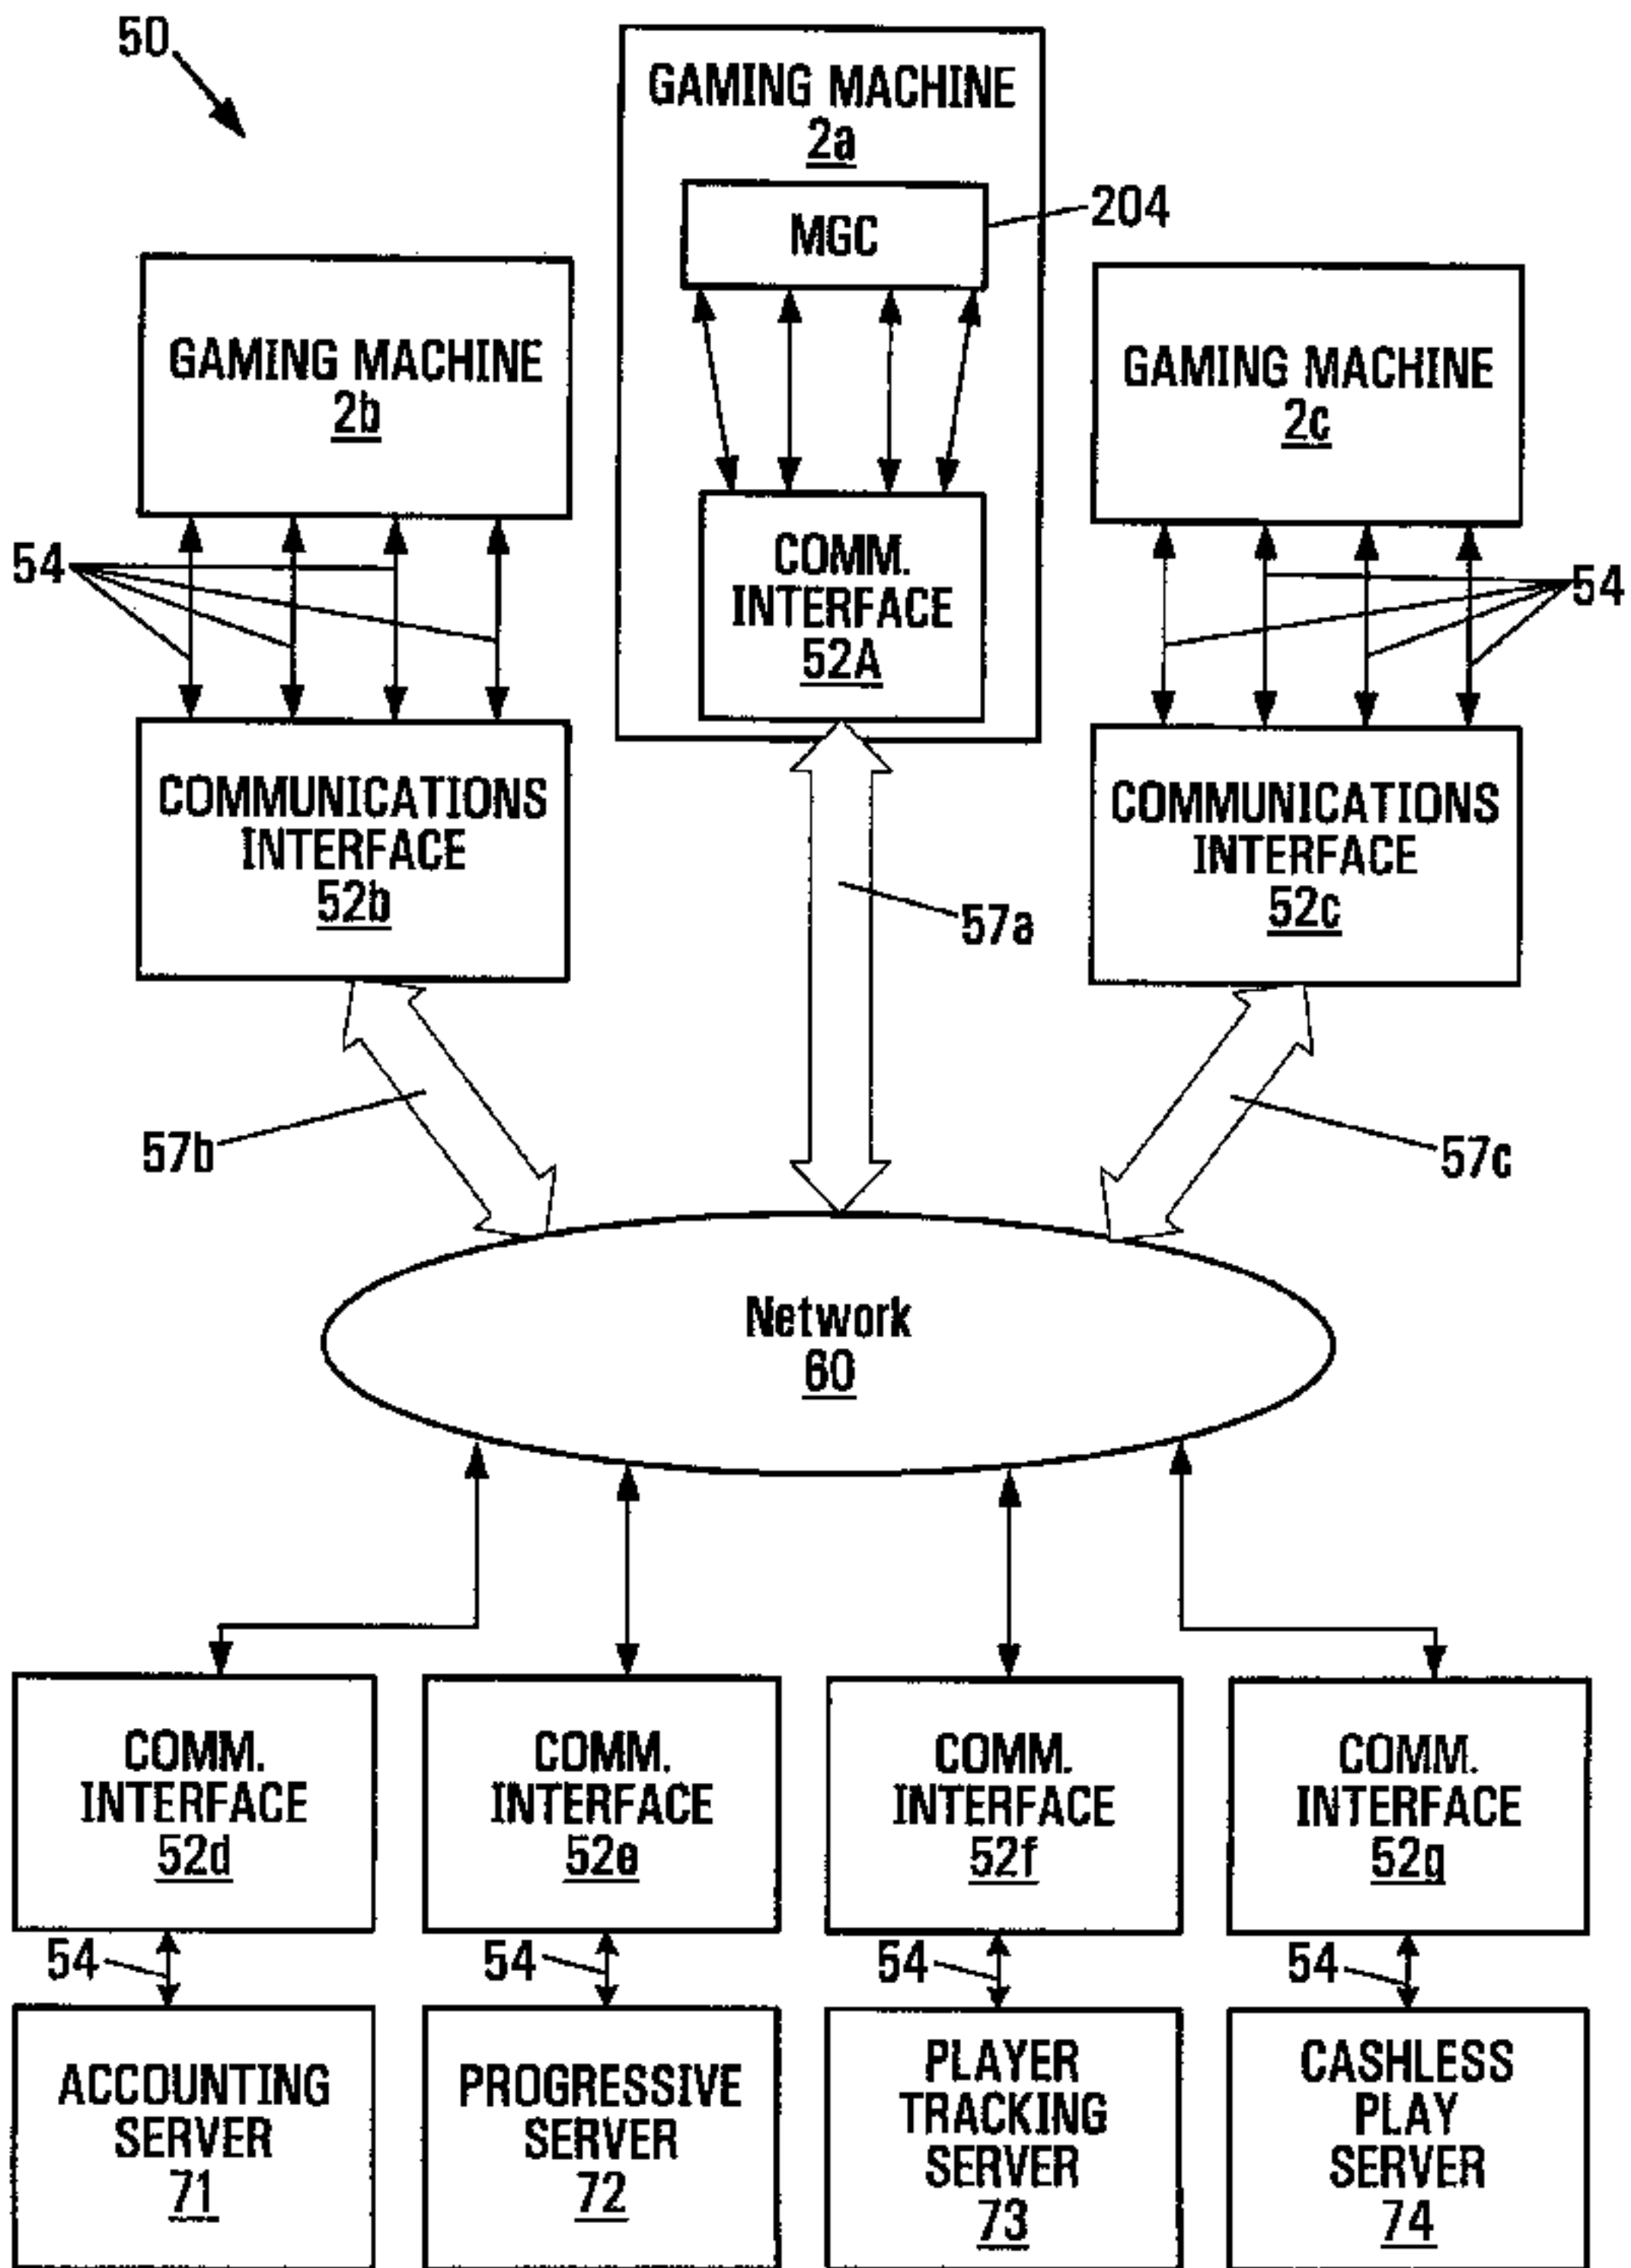 50
GAMING MACHINE
2a
MGC
204
GAMING MACHINE
2b
GAMING MACHINE
2c
54
COMM.
INTERFACE
52A
54
COMMUNICATIONS
INTERFACE
52b
COMMUNICATIONS
INTERFACE
52c
57a
57b
57c
Network
60
COMM.
INTERFACE
52d
COMM.
INTERFACE
52e
COMM.
INTERFACE
52f
COMM.
INTERFACE
52g
54
54
54
54
ACCOUNTING
SERVER
71
PROGRESSIVE
SERVER
72
PLAYER
TRACKING
SERVER
73
CASHLESS
PLAY
SERVER
74